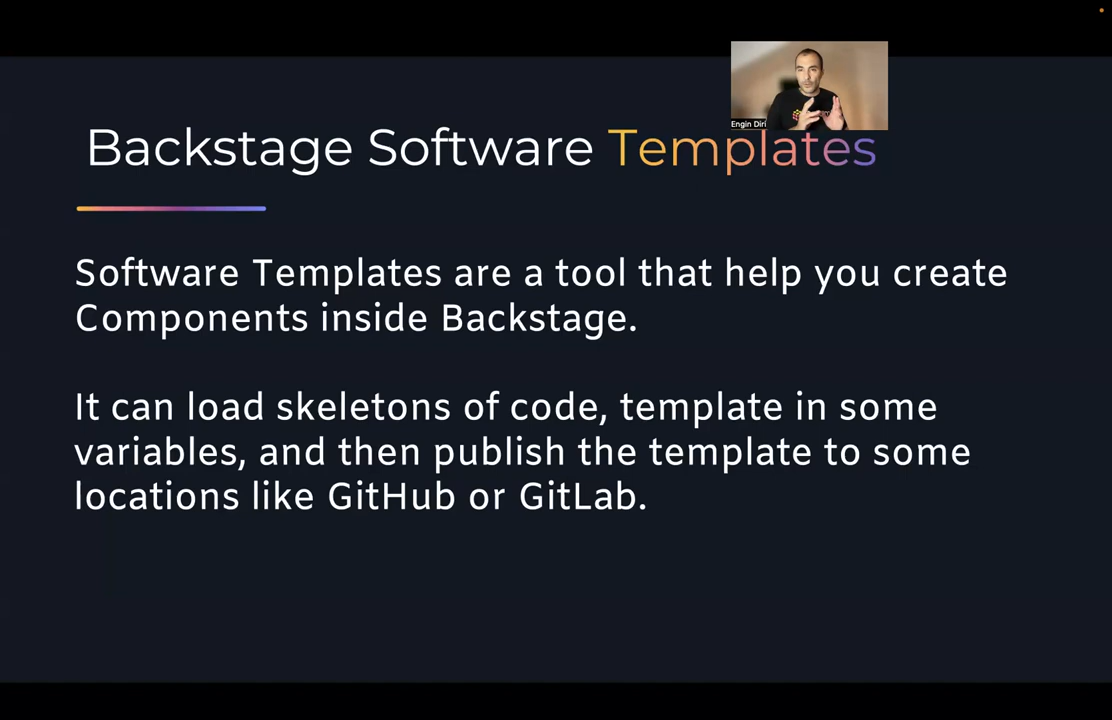 Engin Diri
Backstage Software Templates
Software Templates are a tool that help you create
Components inside Backstage.
It can load skeletons of code, template in some
variables, and then publish the template to some
locations like GitHub or GitLab.